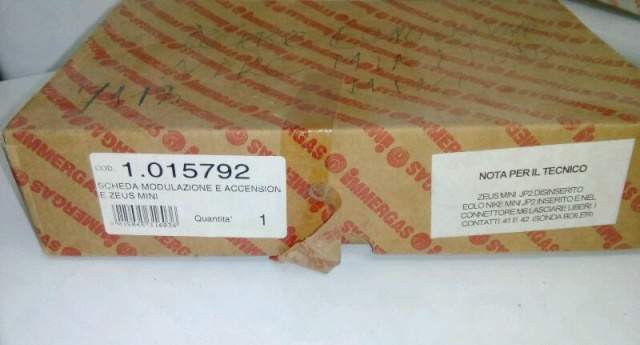 IMMERGAS
COD. 1.015792
SCHEDA MODULAZIONE E ACCENSION
E ZEUS MINI
Quantita' 1
NOTA PER IL TECNICO
ZEUS MINI JP2 DISINSERITO
EOLO NIKE MINI JP2 INSERITO E NEL
CONNETTORE M6 LASCIARE LIBERI I
CONTATTI 41 E 42 (SONDA BOILER)